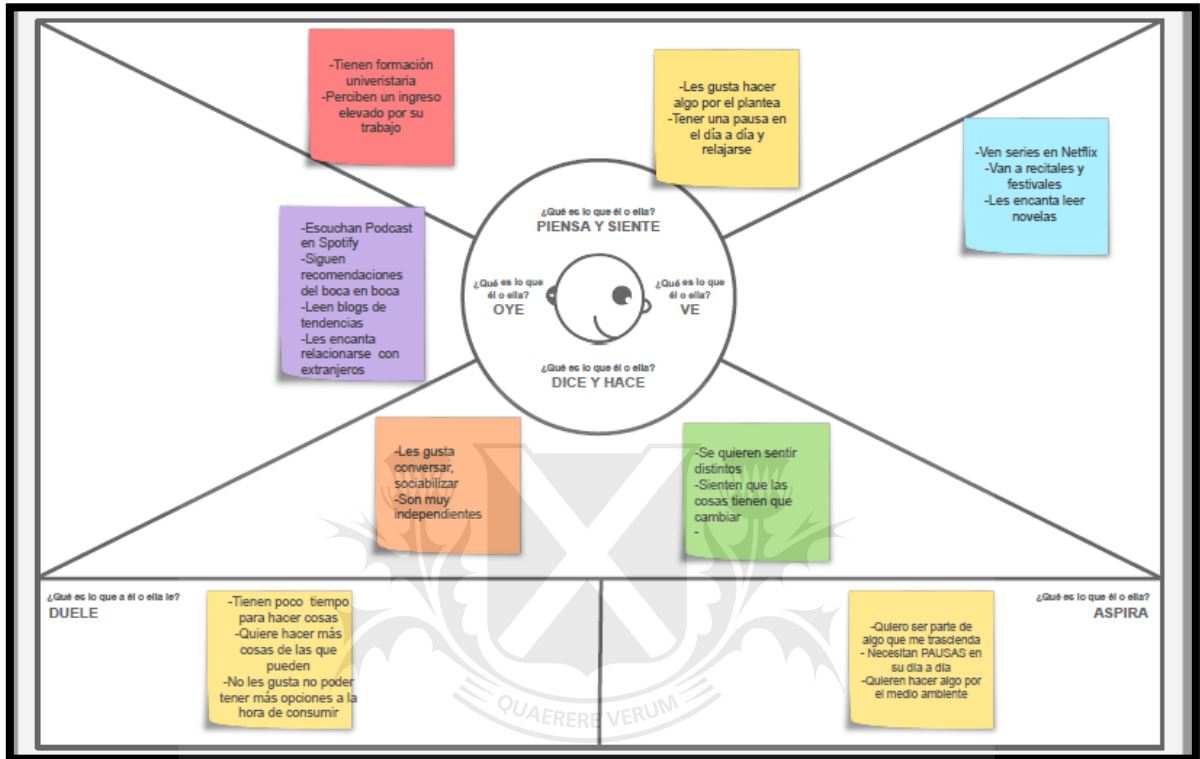 -Tienen formación
univeristaria
-Perciben un ingreso
elevado por su
trabajo
-Les gusta hacer
algo por el plantea
-Tener una pausa en
el día a día y
relajarse
-Ven series en Netflix
-Van a recitales y
festivales
-Les encanta leer
novelas
-Escuchan Podcast
en Spotify
-Siguen
recomendaciones
del boca en boca
-Leen blogs de
tendencias
-Les encanta
relacionarse con
extranjeros
¿Qué es lo que él o ella?
PIENSA Y SIENTE
¿Qué es lo que
él o ella?
OYE
¿Qué es lo que
él o ella?
VE
¿Qué es lo que él o ella?
DICE Y HACE
-Les gusta
conversar,
sociabilizar
-Son muy
independientes
-Se quieren sentir
distintos
-Sienten que las
cosas tienen que
cambiar
-
¿Qué es lo que a él o ella le?
DUELE
-Tienen poco tiempo
para hacer cosas
-Quiere hacer más
cosas de las que
pueden
-No les gusta no poder
tener más opciones a la
hora de consumir
¿Qué es lo que él o ella?
ASPIRA
-Quiero ser parte de
algo que me trascienda
- Necesitan PAUSAS en
su día a día
-Quieren hacer algo por
el medio ambiente
QUAERERE VERUM